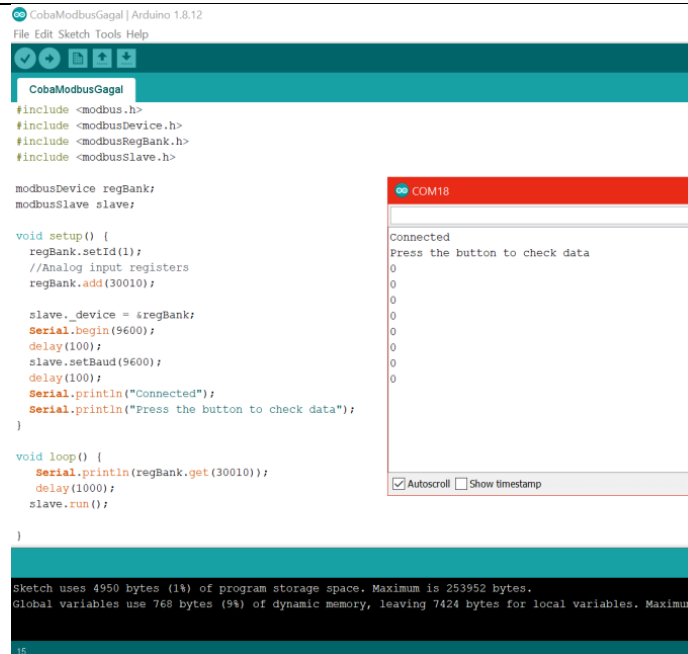 CobaModbusGagal | Arduino 1.8.12
File Edit Sketch Tools Help
CobaModbusGagal
#include <modbus.h>
#include <modbusDevice.h>
#include <modbusRegBank.h>
#include <modbusSlave.h>
modbusDevice regBank;
modbusSlave slave;
void setup() {
regBank.setId(1);
//Analog input registers
regBank.add(30010);
slave._device = &regBank;
Serial.begin(9600);
delay(100);
slave.setBaud(9600);
delay(100);
Serial.println("Connected");
Serial.println("Press the button to check data");
}
void loop() {
Serial.println(regBank.get(30010));
delay(1000);
slave.run();
}
COM18
Connected
Press the button to check data
0
0
0
0
0
0
0
0
Autoscroll Show timestamp
Sketch uses 4950 bytes (1%) of program storage space. Maximum is 253952 bytes.
Global variables use 768 bytes (9%) of dynamic memory, leaving 7424 bytes for local variables. Maximum
15